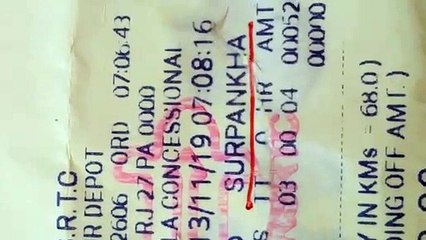 .R.T.C
R DEPOT
2606 ORD 07:06:43
RJ 27 PA 0000
LA CONCESSIONAL
13/11/19 07:08:16
SURPANKHA
HR AMT
03 00 04 00052
00000
Y IN KMs = 68.0)
ING OFF AMT.)